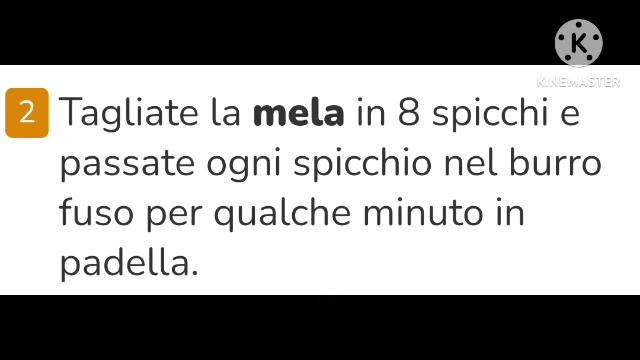 K
KINEMASTER
2 Tagliate la mela in 8 spicchi e
passate ogni spicchio nel burro
fuso per qualche minuto in
padella.